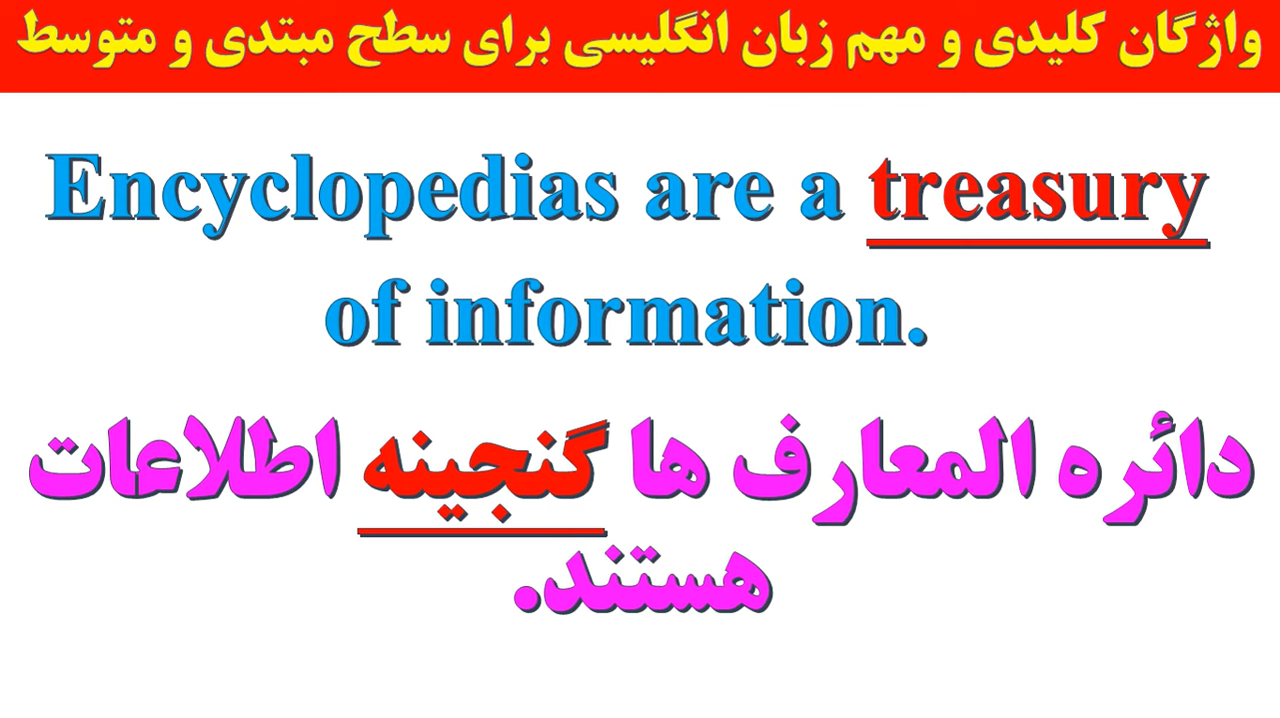 واژگان کلیدی و مهم زبان انگلیسی برای سطح مبتدی و متوسط
Encyclopedias are a treasury
of information.
دائره المعارف ها گنجینه اطلاعات
هستند.